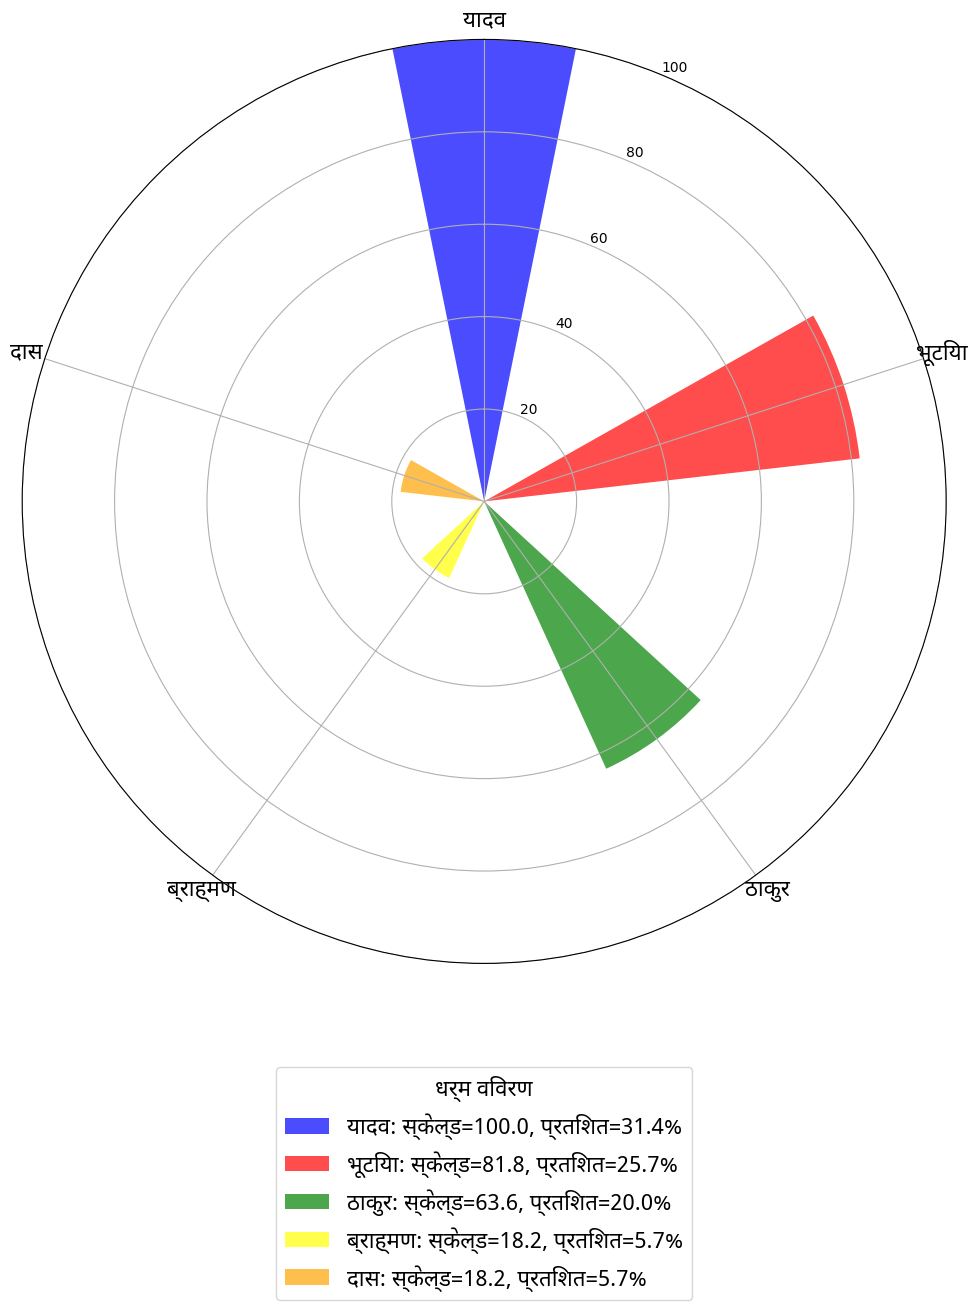 यादव
100
80
60
40
20
दास
भूटिया
ब्राह्मण
ठाकुर
धर्म विवरण
यादव: स्केल्ड=100.0, प्रतिशत=31.4%
भूटिया: स्केल्ड=81.8, प्रतिशत=25.7%
ठाकुर: स्केल्ड=63.6, प्रतिशत=20.0%
ब्राह्मण: स्केल्ड=18.2, प्रतिशत=5.7%
दास: स्केल्ड=18.2, प्रतिशत=5.7%